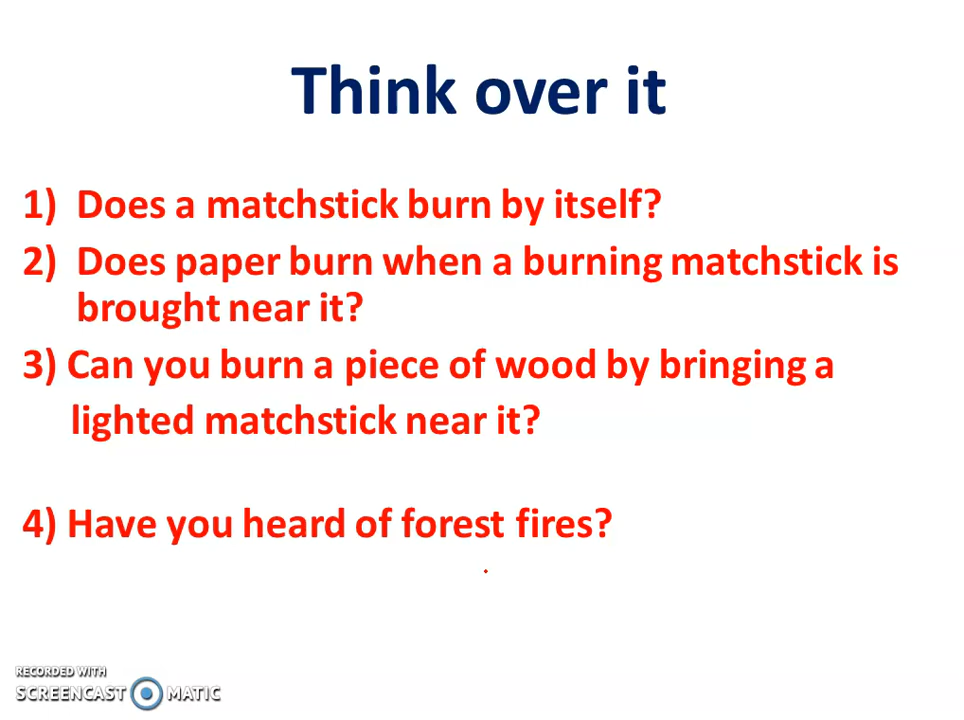 Think over it
1) Does a matchstick burn by itself?
2) Does paper burn when a burning matchstick is
brought near it?
3) Can you burn a piece of wood by bringing a
lighted matchstick near it?
4) Have you heard of forest fires?
RECORDED WITH
SCREENCAST MATIC